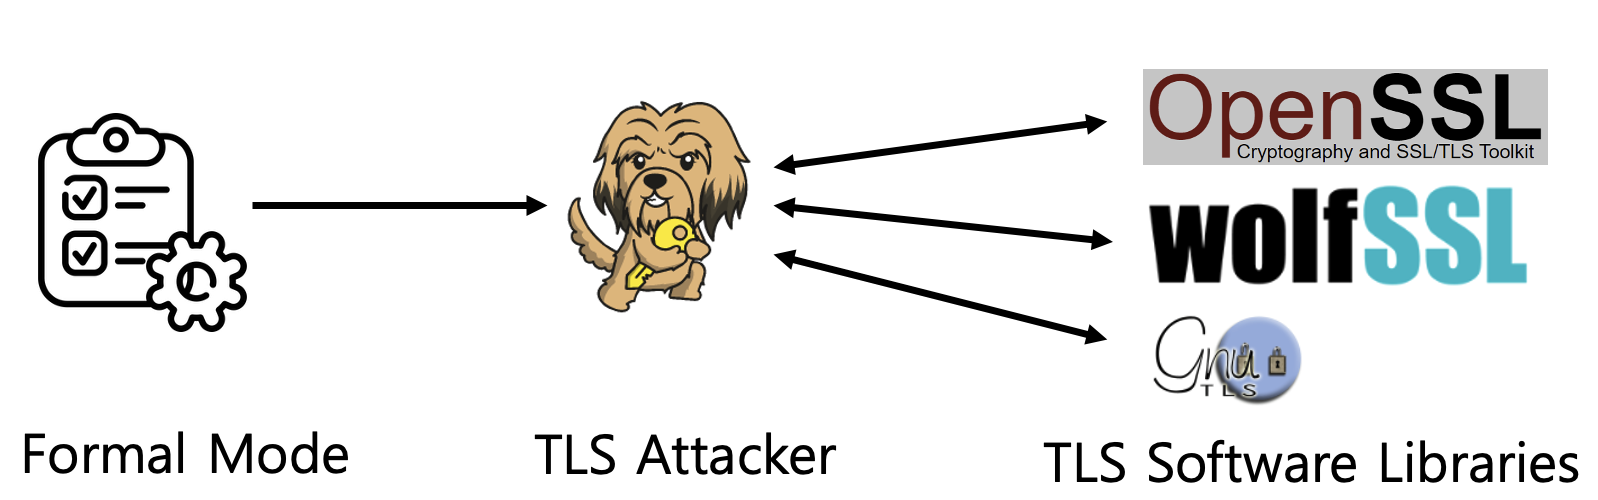 OpenSSL
Cryptography and SSL/TLS Toolkit
wolfSSL
Gnu
TLS
Formal Mode
TLS Attacker
TLS Software Libraries